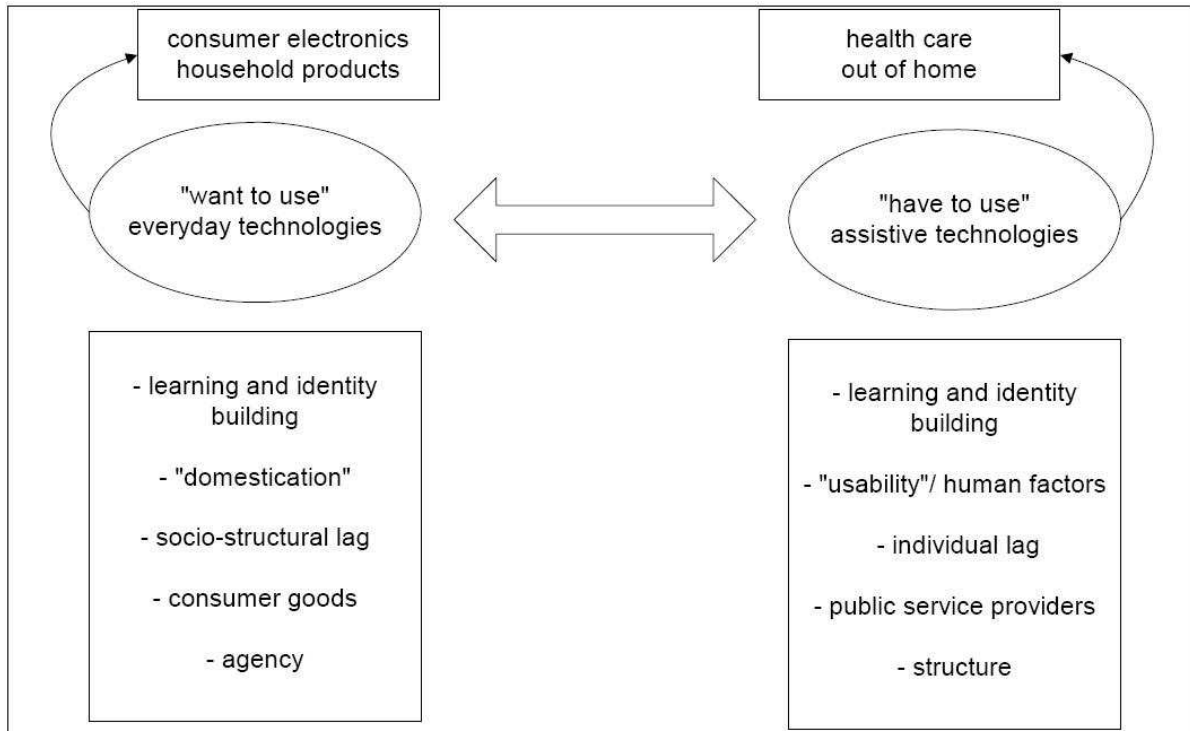 consumer electronics
household products
health care
out of home
"want to use"
everyday technologies
"have to use"
assistive technologies
- learning and identity
building
- "domestication"
- socio-structural lag
- consumer goods
- agency
- learning and identity
building
- "usability"/ human factors
- individual lag
- public service providers
- structure